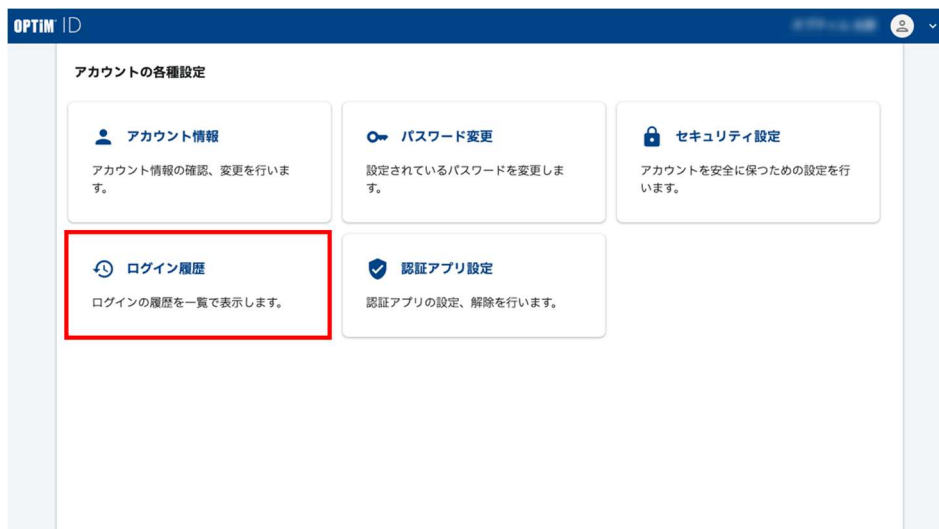 OPTiM ID
アカウントの各種設定
アカウント情報
アカウント情報の確認、変更を行いま
す。
パスワード変更
設定されているパスワードを変更しま
す。
セキュリティ設定
アカウントを安全に保つための設定を行
います。
ログイン履歴
ログインの履歴を一覧で表示します。
認証アプリ設定
認証アプリの設定、解除を行います。